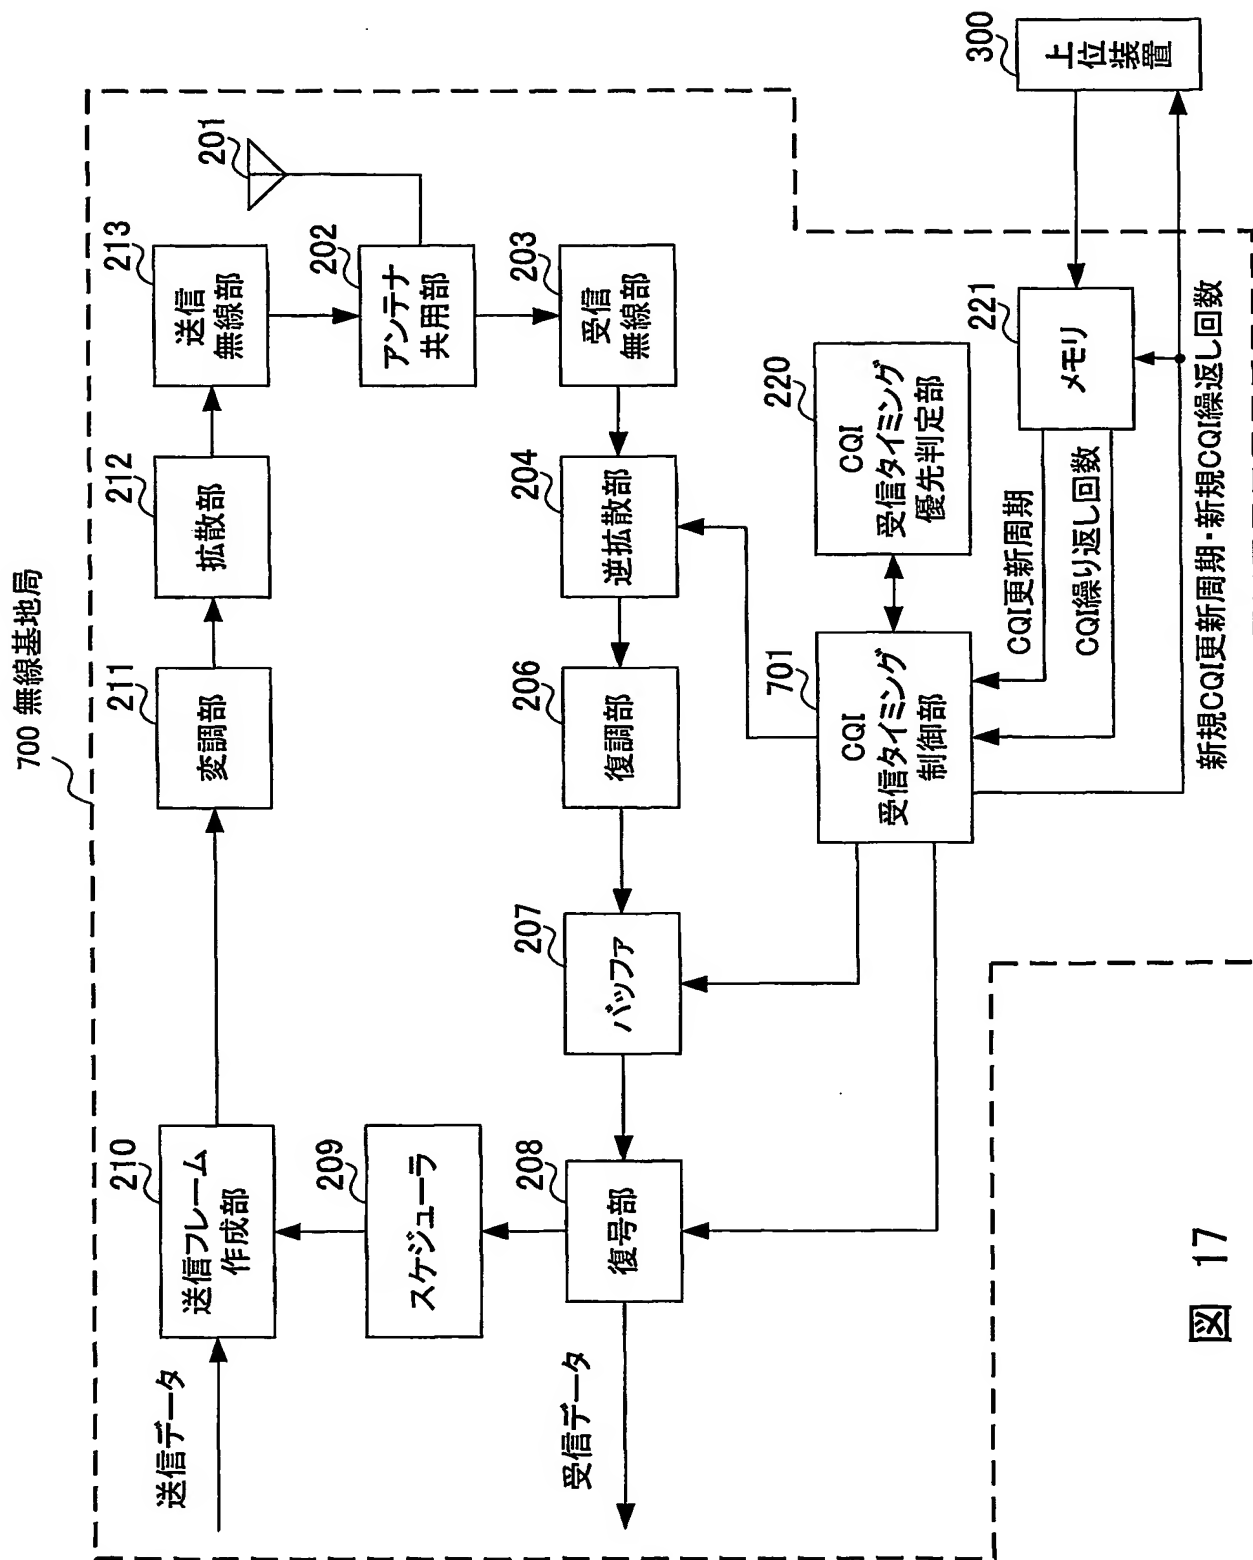 700 無線基地局
送信データ
210
送信フレーム
作成部
211
変調部
212
拡散部
213
送信
無線部
201
202
アンテナ
共用部
209
スケジューラ
受信データ
208
復号部
207
バッファ
206
復調部
204
逆拡散部
203
受信
無線部
701
CQI
受信タイミング
制御部
220
CQI
受信タイミング
優先判定部
CQI更新周期
CQI繰り返し回数
221
メモリ
300
上位装置
新規CQI更新周期・新規CQI繰返し回数
図 17